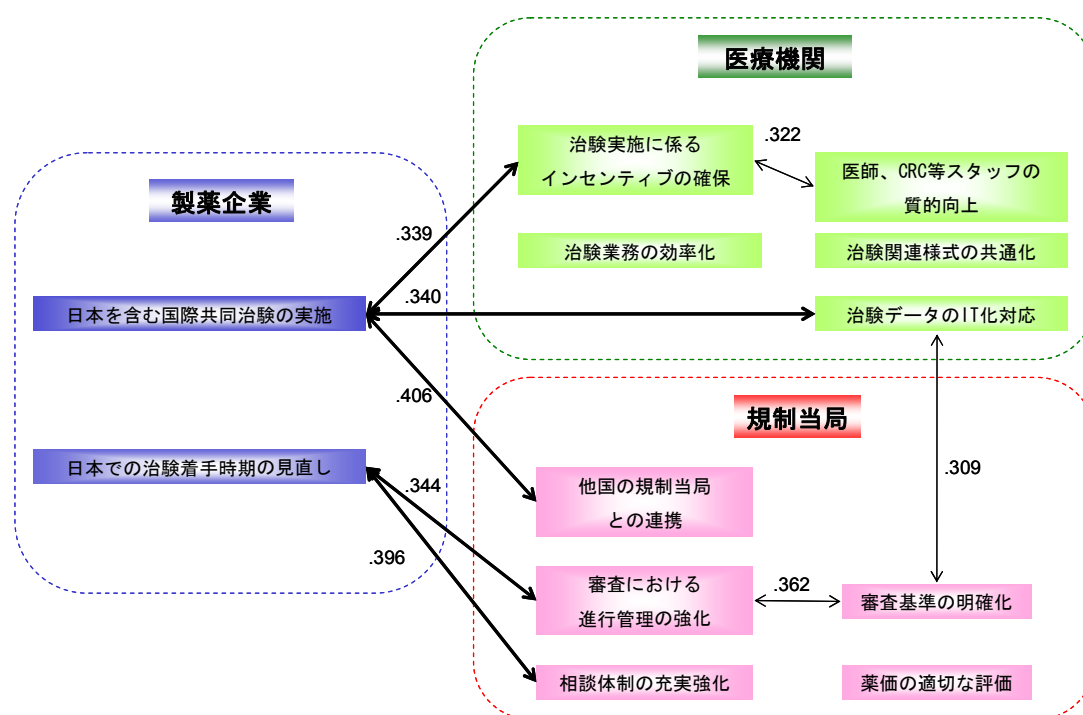 医療機関
治験実施に係る
インセンティブの確保
.322
医師、CRC等スタッフの
質的向上
治験業務の効率化
治験関連様式の共通化
治験データのIT化対応
製薬企業
.339
日本を含む国際共同治験の実施
.340
.406
日本での治験着手時期の見直し
.344
.396
規制当局
.309
他国の規制当局
との連携
審査における
進行管理の強化
.362
審査基準の明確化
相談体制の充実強化
薬価の適切な評価